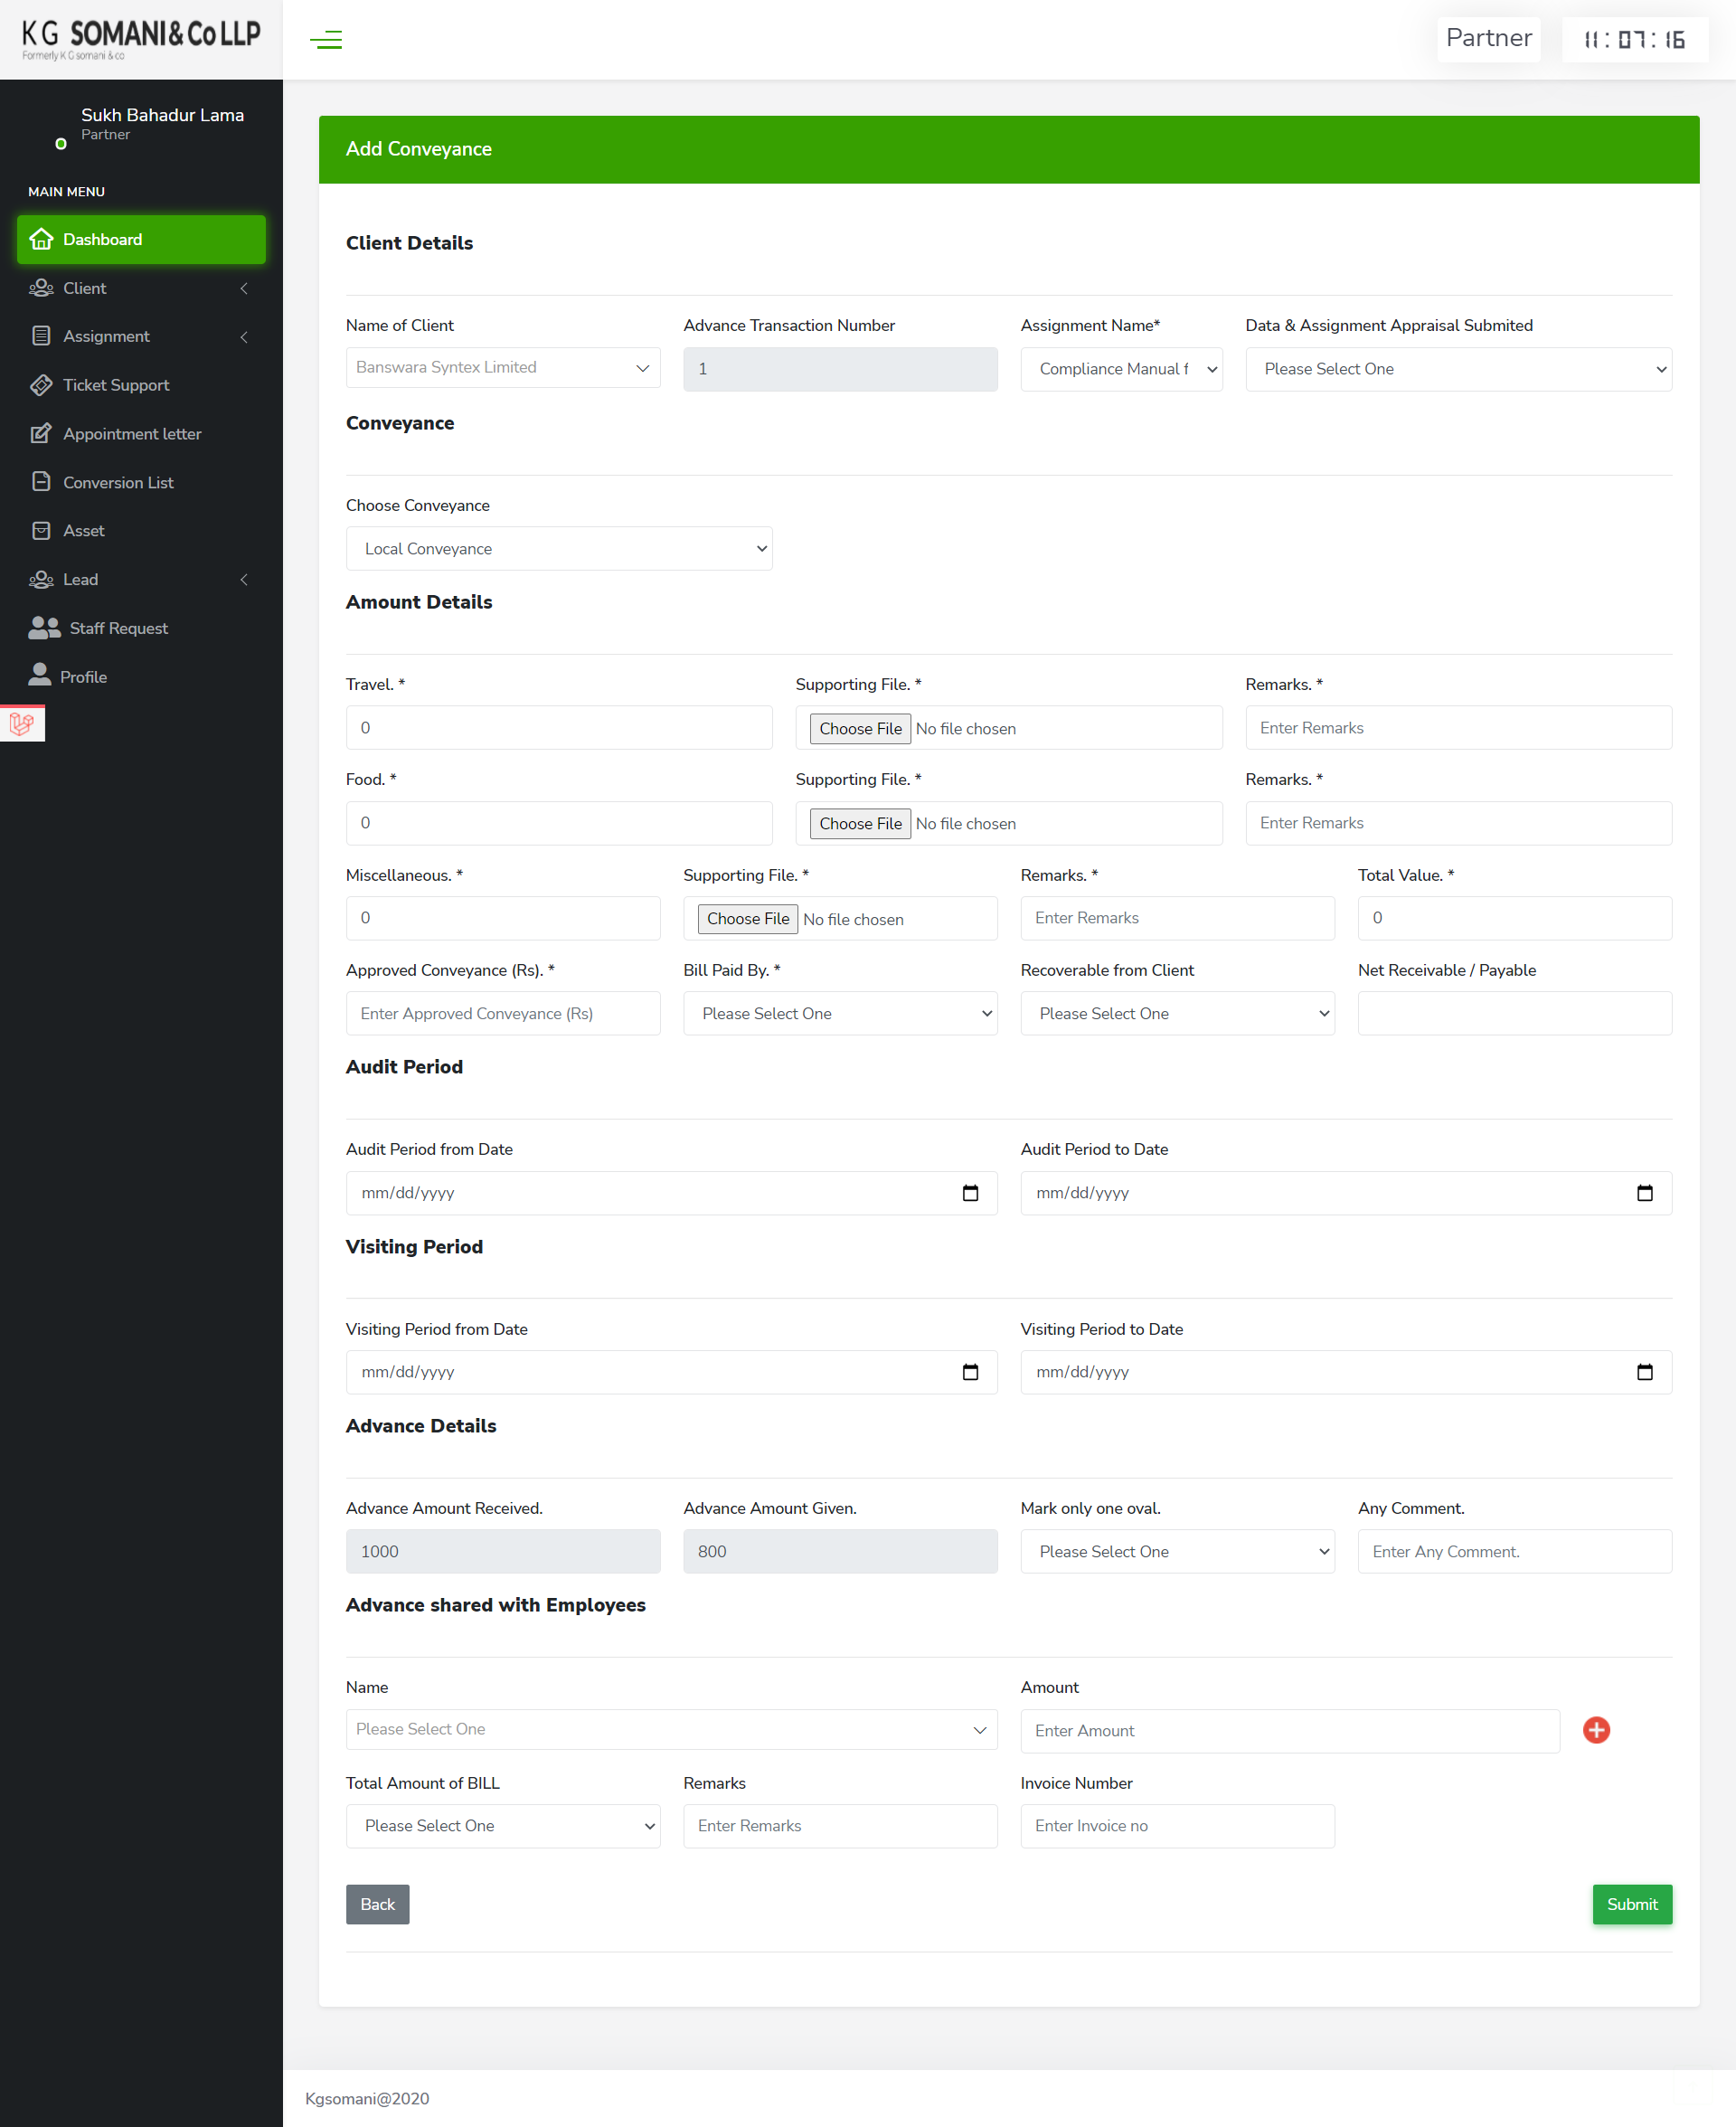 KG SOMANI & Co LLP
Formerly K G somani & co
Partner
11:07:16
Sukh Bahadur Lama
Partner
MAIN MENU
Dashboard
Client
Assignment
Ticket Support
Appointment letter
Conversion List
Asset
Lead
Staff Request
Profile
Add Conveyance
Client Details
Name of Client Advance Transaction Number Assignment Name* Data & Assignment Appraisal Submited
Banswara Syntex Limited 1 Compliance Manual f Please Select One
Conveyance
Choose Conveyance
Local Conveyance
Amount Details
Travel. * Supporting File. * Remarks. *
0 Choose File No file chosen Enter Remarks
Food. * Supporting File. * Remarks. *
0 Choose File No file chosen Enter Remarks
Miscellaneous. * Supporting File. * Remarks. * Total Value. *
0 Choose File No file chosen Enter Remarks 0
Approved Conveyance (Rs). * Bill Paid By. * Recoverable from Client Net Receivable / Payable
Enter Approved Conveyance (Rs) Please Select One Please Select One
Audit Period
Audit Period from Date Audit Period to Date
mm/dd/yyyy mm/dd/yyyy
Visiting Period
Visiting Period from Date Visiting Period to Date
mm/dd/yyyy mm/dd/yyyy
Advance Details
Advance Amount Received. Advance Amount Given. Mark only one oval. Any Comment.
1000 800 Please Select One Enter Any Comment.
Advance shared with Employees
Name Amount
Please Select One Enter Amount
Total Amount of BILL Remarks Invoice Number
Please Select One Enter Remarks Enter Invoice no
Back Submit
Kgsomani@2020